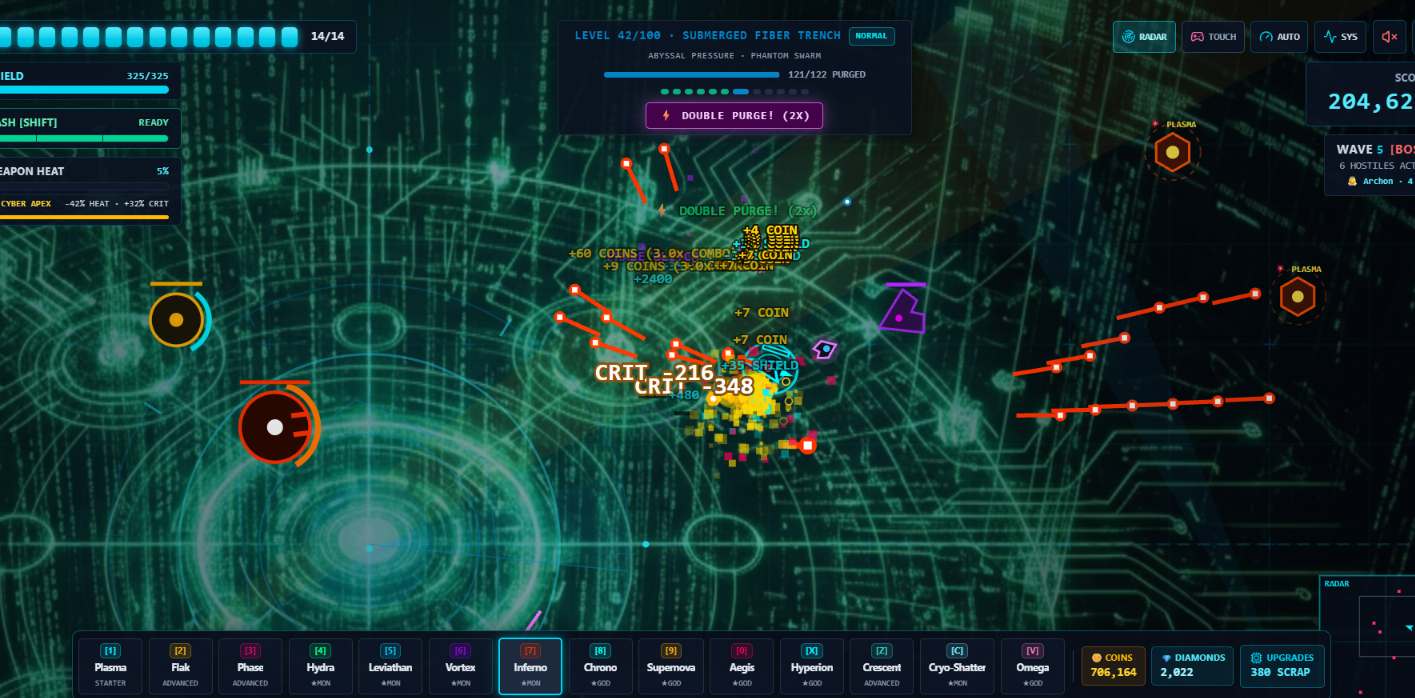 14/14
IELD 325/325
ASH [SHIFT] READY
EAPON HEAT 5%
CYBER APEX -42% HEAT · +32% CRIT
LEVEL 42/100 · SUBMERGED FIBER TRENCH NORMAL
ABYSSAL PRESSURE · PHANTOM SWARM
121/122 PURGED
DOUBLE PURGE! (2X)
RADAR
TOUCH
AUTO
SYS
SCO
204,62
WAVE 5 [BOS
6 HOSTILES ACT
Archon · 4
PLASMA
PLASMA
DOUBLE PURGE! (2x)
+4 COIN
+60 COINS (3.0x COMBO
+7 COIN
+9 COINS
+2400
+7 COIN
+7 COIN
+35 SHIELD
CRIT -216
CRIT -348
+480
RADAR
[1] Plasma STARTER
[2] Flak ADVANCED
[3] Phase ADVANCED
[4] Hydra ★MON
[5] Leviathan ★MON
[6] Vortex ★MON
[7] Inferno ★MON
[8] Chrono ★GOD
[9] Supernova ★GOD
[0] Aegis ★GOD
[X] Hyperion ★GOD
[Z] Crescent ADVANCED
[C] Cryo-Shatter ★MON
[V] Omega ★GOD
COINS
706,164
DIAMONDS
2,022
UPGRADES
380 SCRAP